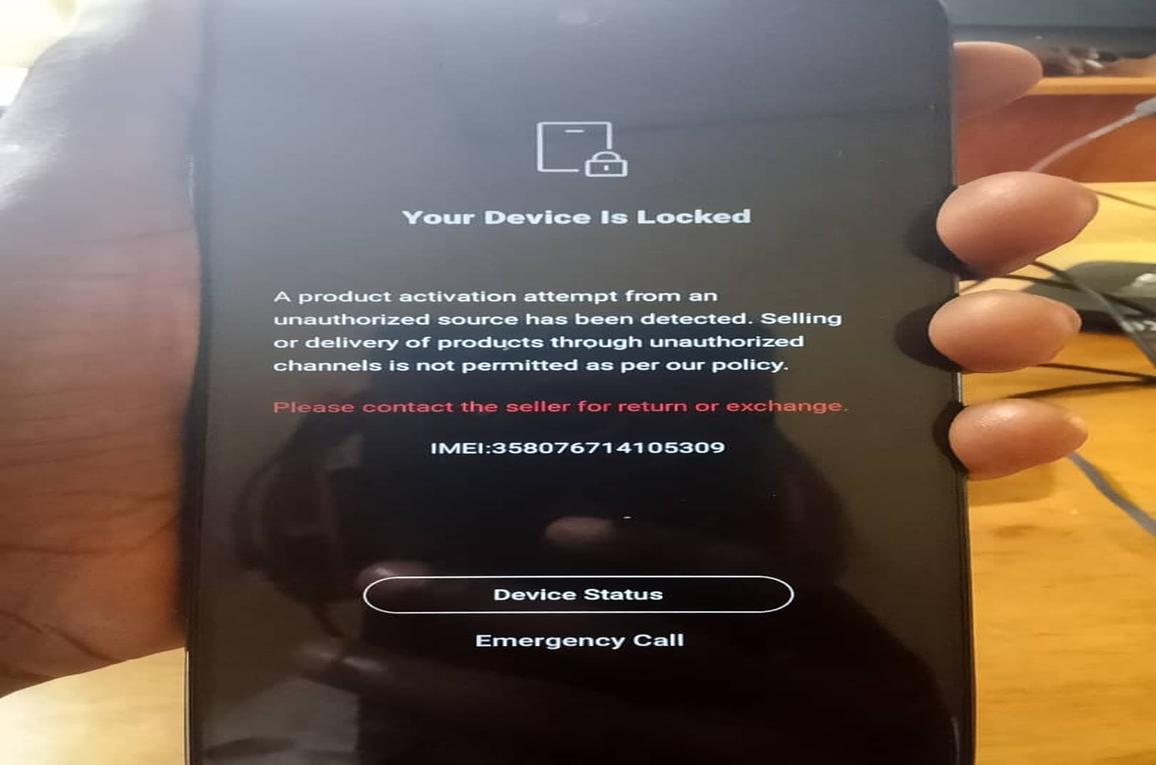 Your Device Is Locked
A product activation attempt from an
unauthorized source has been detected. Selling
or delivery of products through unauthorized
channels is not permitted as per our policy.
Please contact the seller for return or exchange.
IMEI:358076714105309
Device Status
Emergency Call